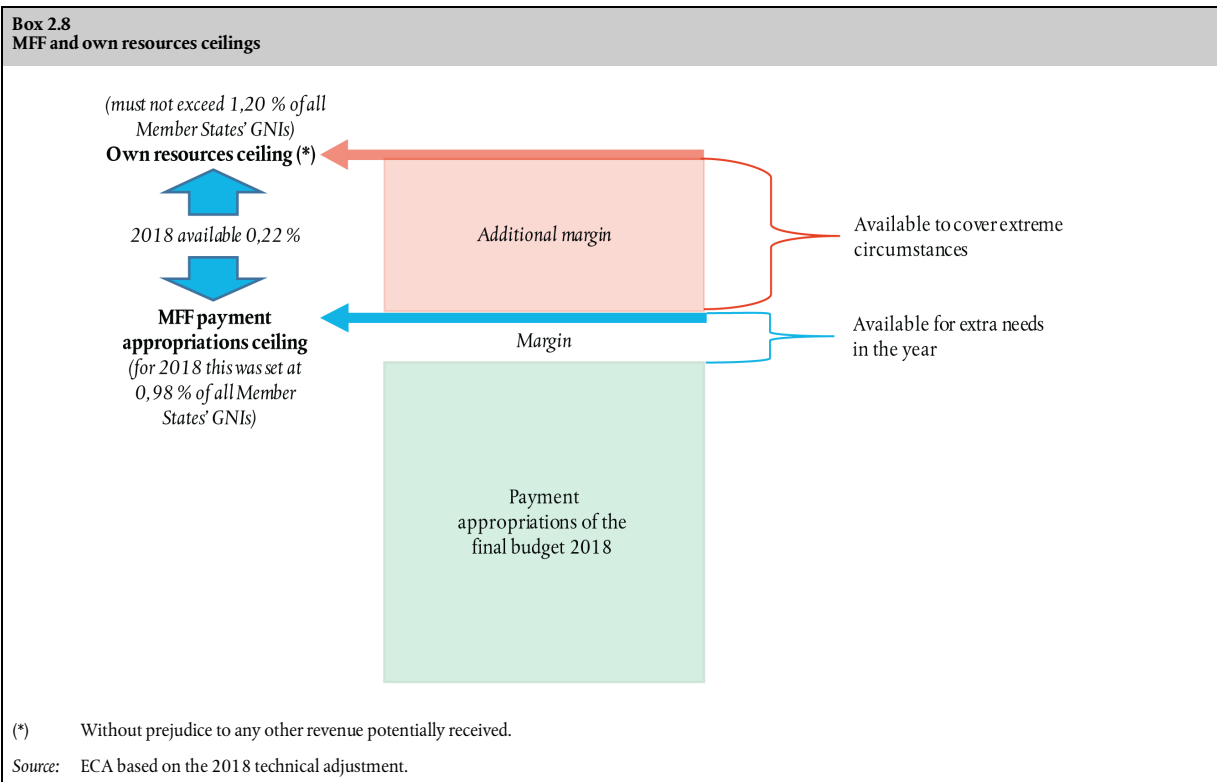 Box 2.8
MFF and own resources ceilings
(must not exceed 1,20 % of all
Member States' GNIs)
Own resources ceiling (*)
2018 available 0,22 %
MFF payment
appropriations ceiling
(for 2018 this was set at
0,98 % of all Member
States' GNIs)
Additional margin
Margin
Payment
appropriations of the
final budget 2018
Available to cover extreme
circumstances
Available for extra needs
in the year
(*) Without prejudice to any other revenue potentially received.
Source: ECA based on the 2018 technical adjustment.